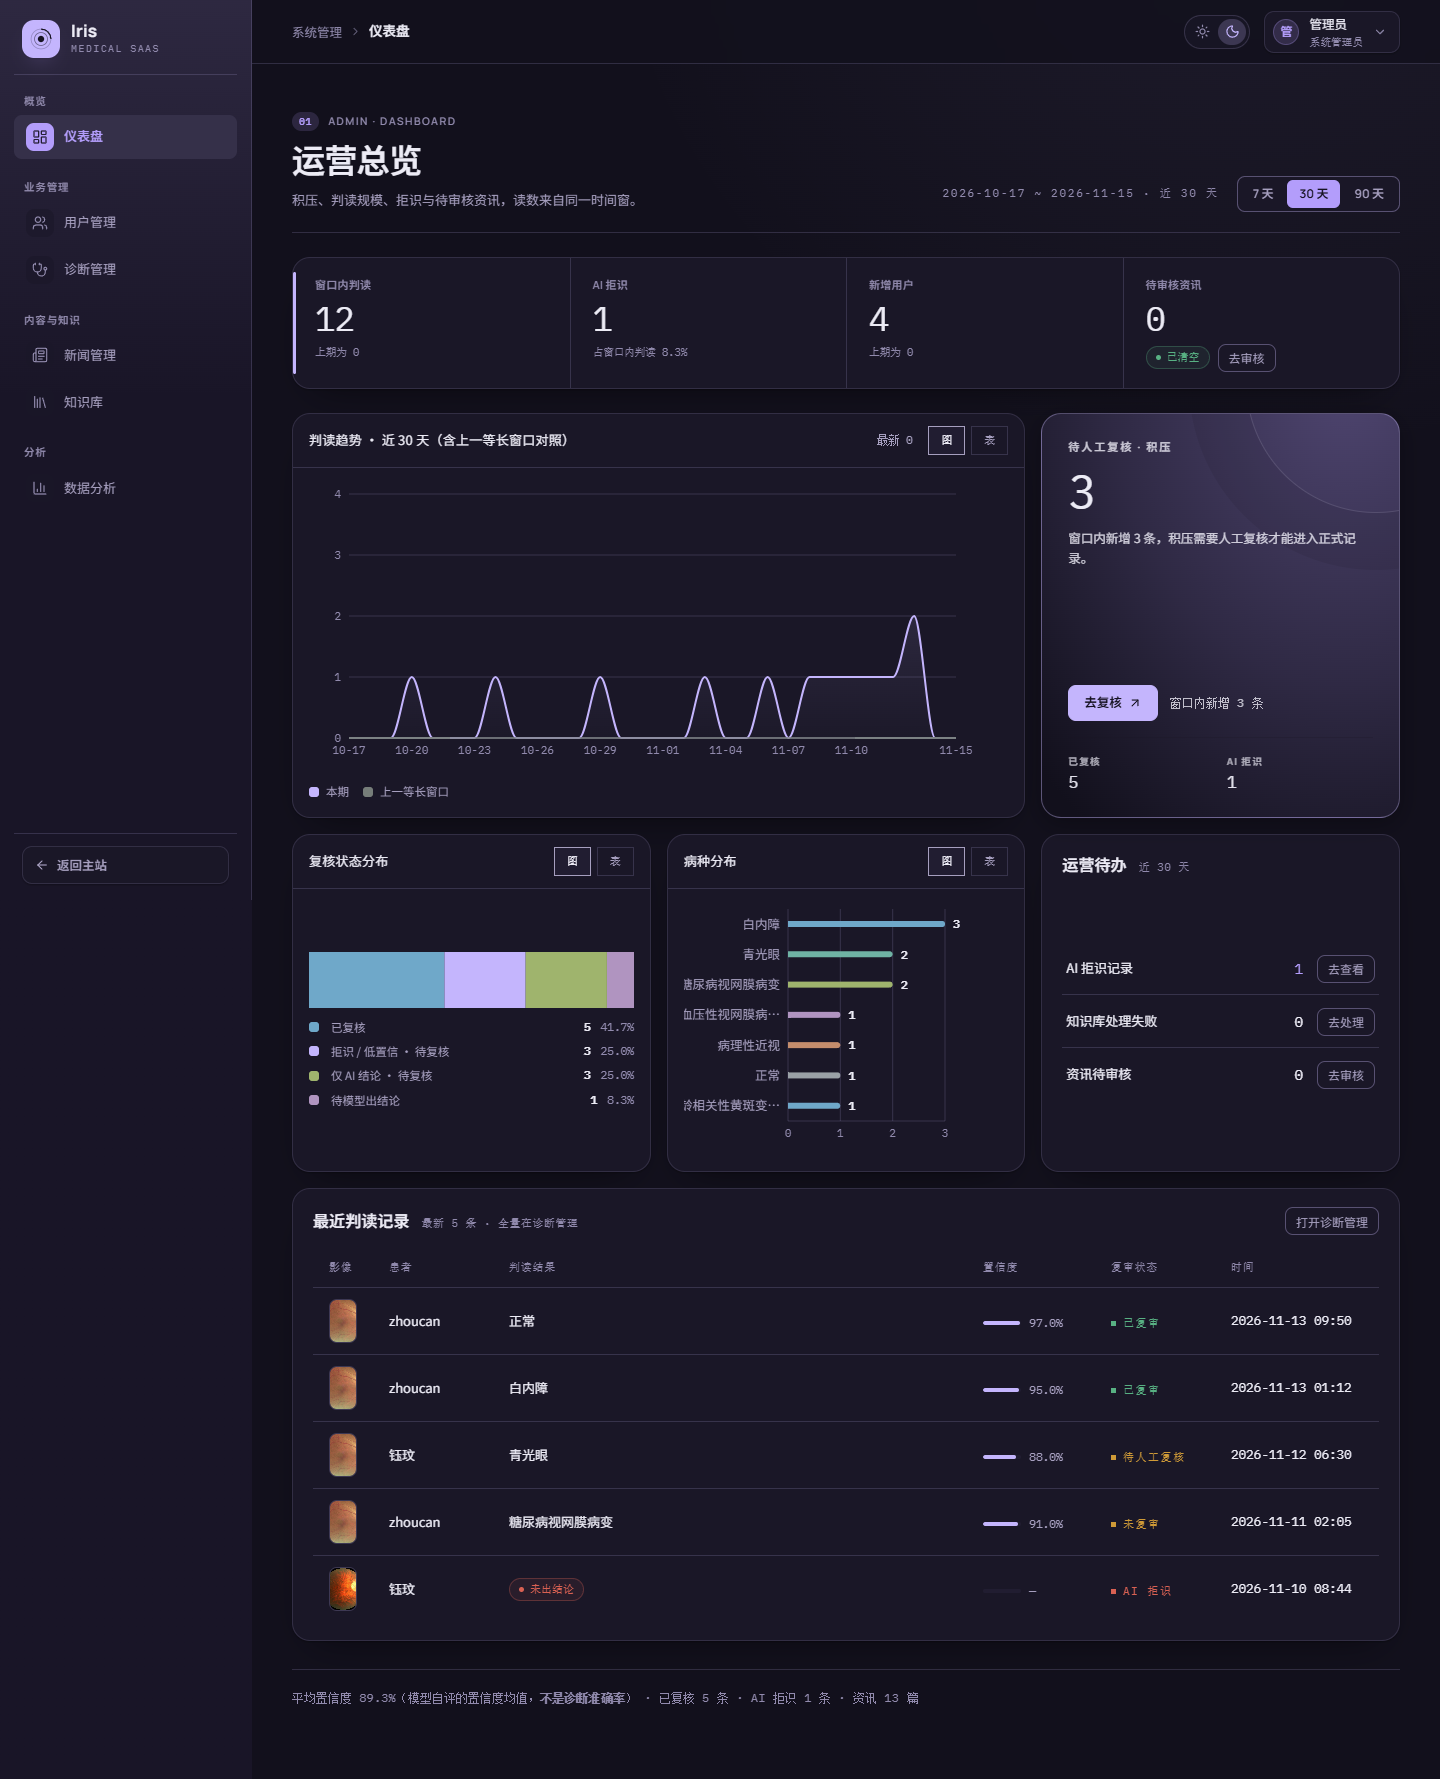 Iris
MEDICAL SAAS
概览
仪表盘
业务管理
用户管理
诊断管理
内容与知识
新闻管理
知识库
分析
数据分析
返回主站
系统管理 > 仪表盘
管 管理员
系统管理员
01 ADMIN · DASHBOARD
运营总览
积压、判读规模、拒识与待审核资讯，读数来自同一时间窗。
2026-10-17 ~ 2026-11-15 · 近 30 天
7 天 30 天 90 天
窗口内判读
12
上期为 0
AI 拒识
1
占窗口内判读 8.3%
新增用户
4
上期为 0
待审核资讯
0
已清空 去审核
判读趋势 · 近 30 天（含上一等长窗口对照）
最新 0 图 表
4
3
2
1
0
10-17 10-20 10-23 10-26 10-29 11-01 11-04 11-07 11-10 11-15
本期 上一等长窗口
待人工复核 · 积压
3
窗口内新增 3 条，积压需要人工复核才能进入正式记
录。
去复核 窗口内新增 3 条
已复核
5
AI 拒识
1
复核状态分布 图 表
已复核 5 41.7%
拒识 / 低置信 · 待复核 3 25.0%
仅 AI 结论 · 待复核 3 25.0%
待模型出结论 1 8.3%
病种分布 图 表
白内障 3
青光眼 2
糖尿病视网膜病变 2
血压性视网膜病… 1
病理性近视 1
正常 1
龄相关性黄斑变… 1
0 1 2 3
运营待办 近 30 天
AI 拒识记录 1 去查看
知识库处理失败 0 去处理
资讯待审核 0 去审核
最近判读记录 最新 5 条 · 全量在诊断管理
打开诊断管理
影像 患者 判读结果 置信度 复审状态 时间
zhoucan 正常 97.0% 已复审 2026-11-13 09:50
zhoucan 白内障 95.0% 已复审 2026-11-13 01:12
钰玟 青光眼 88.0% 待人工复核 2026-11-12 06:30
zhoucan 糖尿病视网膜病变 91.0% 未复审 2026-11-11 02:05
钰玟 未出结论 — AI 拒识 2026-11-10 08:44
平均置信度 89.3%（模型自评的置信度均值，不是诊断准确率） · 已复核 5 条 · AI 拒识 1 条 · 资讯 13 篇